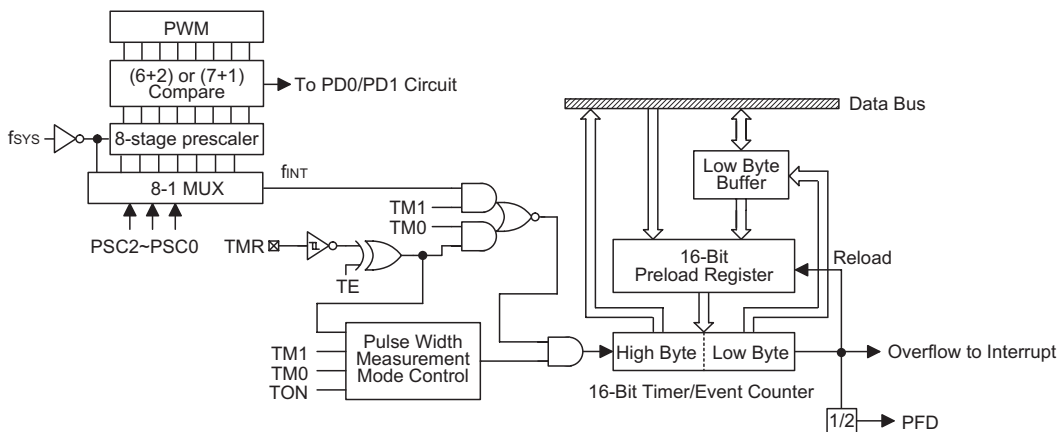 PWM
(6+2) or (7+1)
Compare
To PD0/PD1 Circuit
fSYS
8-stage prescaler
8-1 MUX
fINT
PSC2~PSC0
TM1
TM0
TMR
TE
TM1
TM0
TON
Pulse Width
Measurement
Mode Control
Data Bus
Low Byte
Buffer
16-Bit
Preload Register
Reload
High Byte
Low Byte
16-Bit Timer/Event Counter
Overflow to Interrupt
1/2
PFD